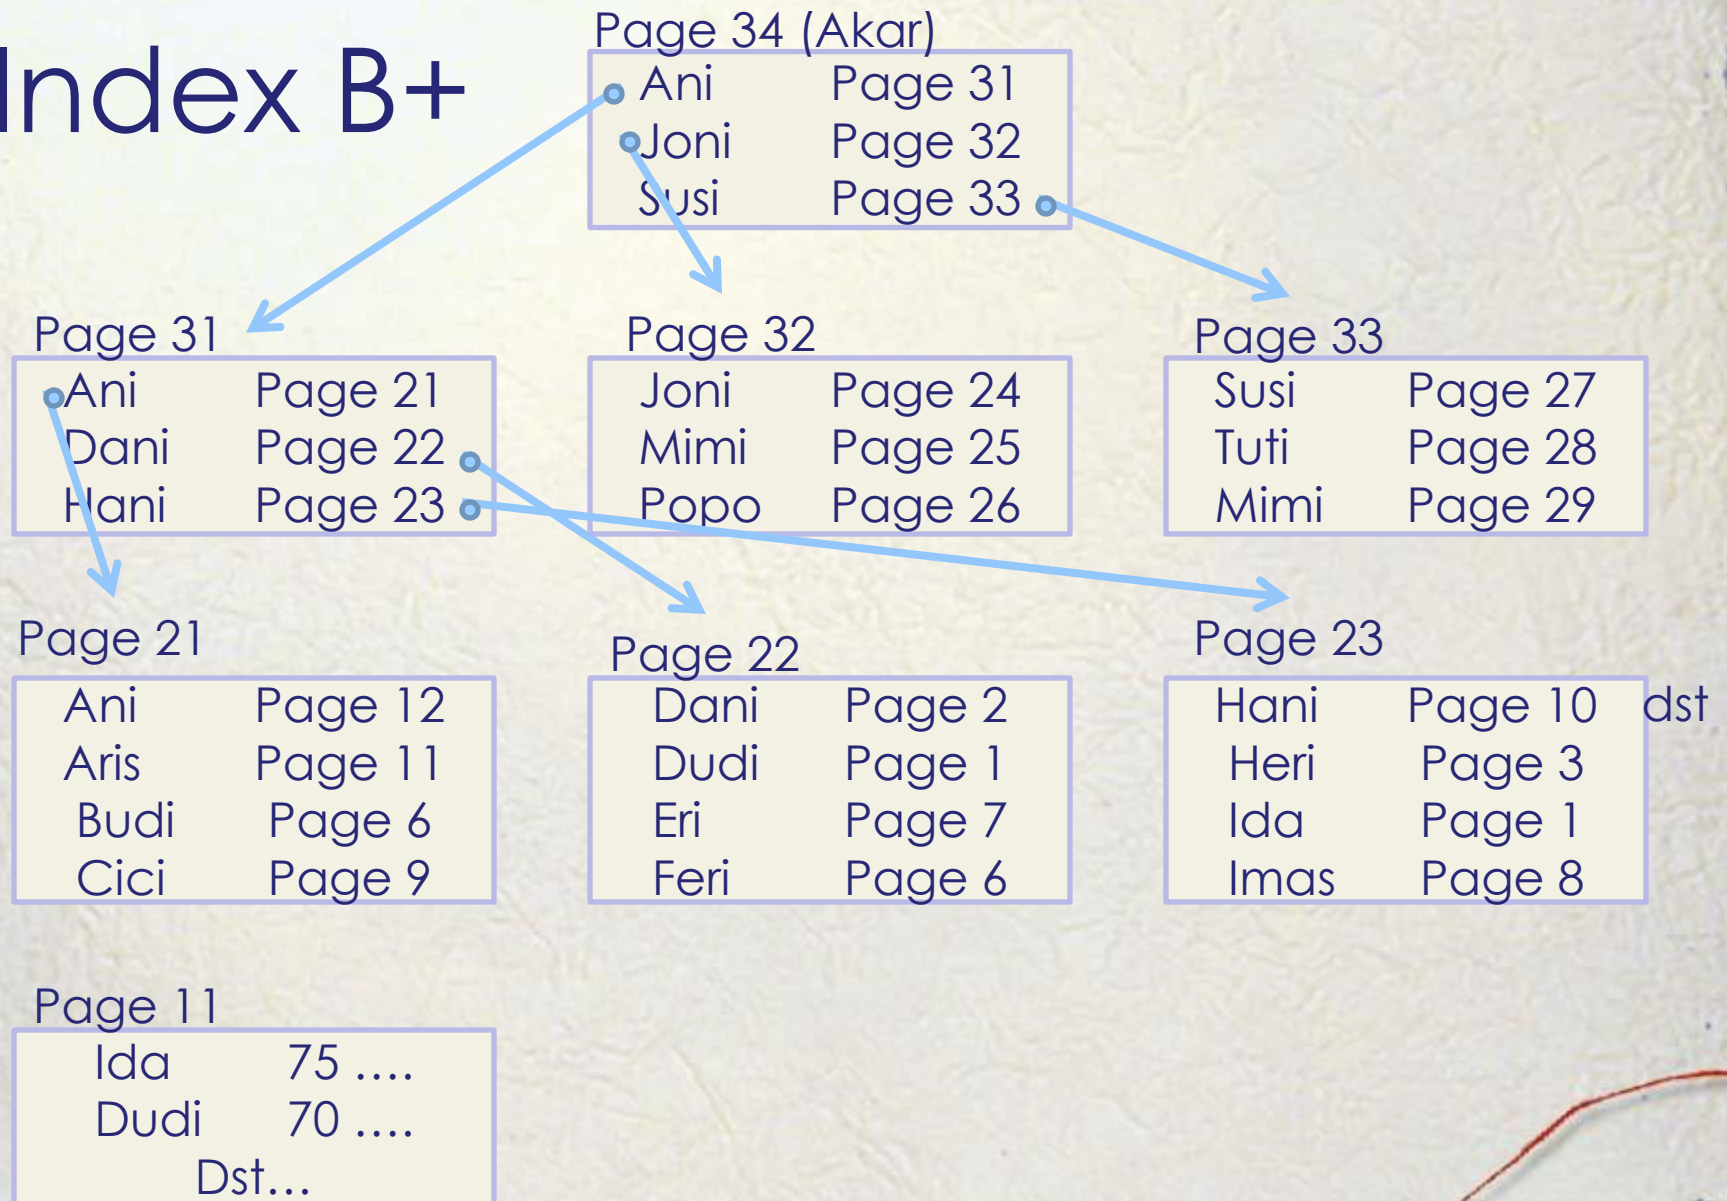 Index B+
Page 34 (Akar)
Ani Page 31
Joni Page 32
Susi Page 33
Page 31
Ani Page 21
Dani Page 22
Hani Page 23
Page 32
Joni Page 24
Mimi Page 25
Popo Page 26
Page 33
Susi Page 27
Tuti Page 28
Mimi Page 29
Page 21
Ani Page 12
Aris Page 11
Budi Page 6
Cici Page 9
Page 22
Dani Page 2
Dudi Page 1
Eri Page 7
Feri Page 6
Page 23
Hani Page 10 dst
Heri Page 3
Ida Page 1
Imas Page 8
Page 11
Ida 75 ....
Dudi 70 ....
Dst...